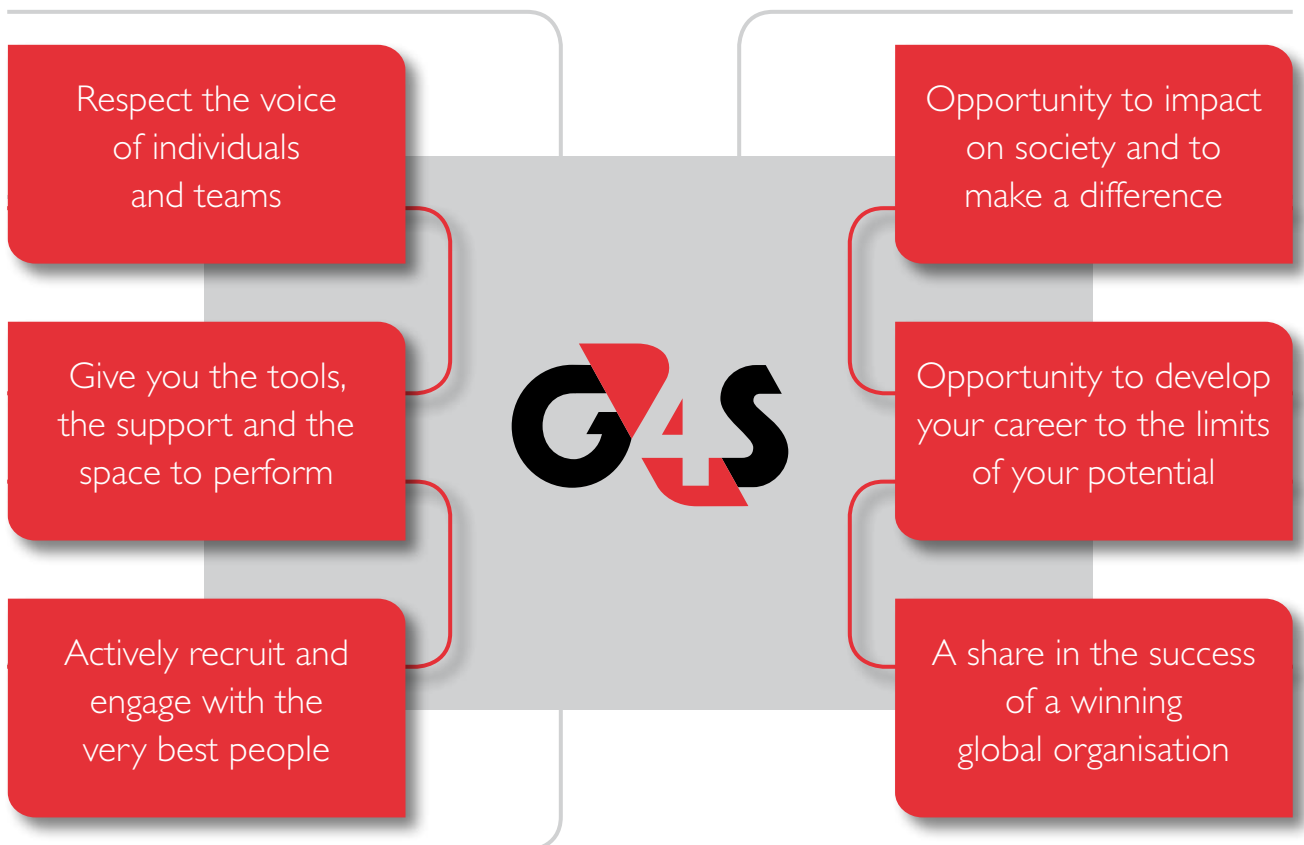 Respect the voice
of individuals
and teams
Give you the tools,
the support and the
space to perform
Actively recruit and
engage with the
very best people
G4S
Opportunity to impact
on society and to
make a difference
Opportunity to develop
your career to the limits
of your potential
A share in the success
of a winning
global organisation